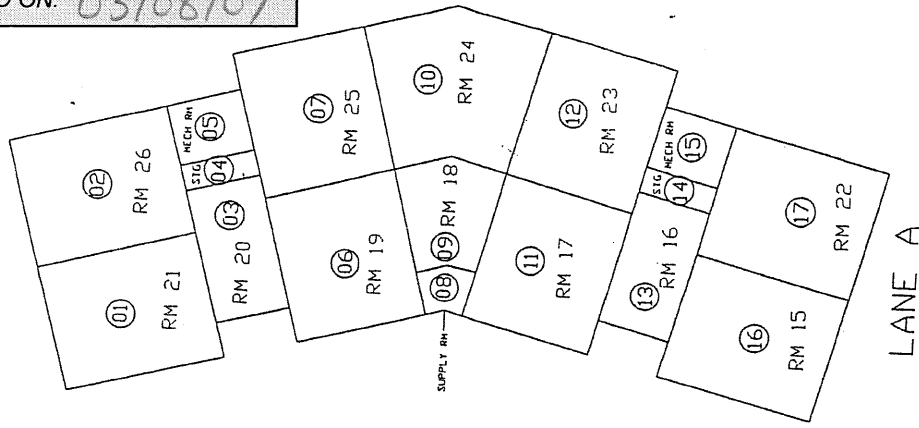 D ON: 03/08/07
02
RM 26
MECH RM
05
STG
04
01
RM 21
03
RM 20
07
RM 25
10
RM 24
06
RM 19
RM 18
09
08
SUPPLY RM
12
RM 23
11
RM 17
MECH RM
15
STG
14
13
RM 16
17
RM 22
16
RM 15
LANE A